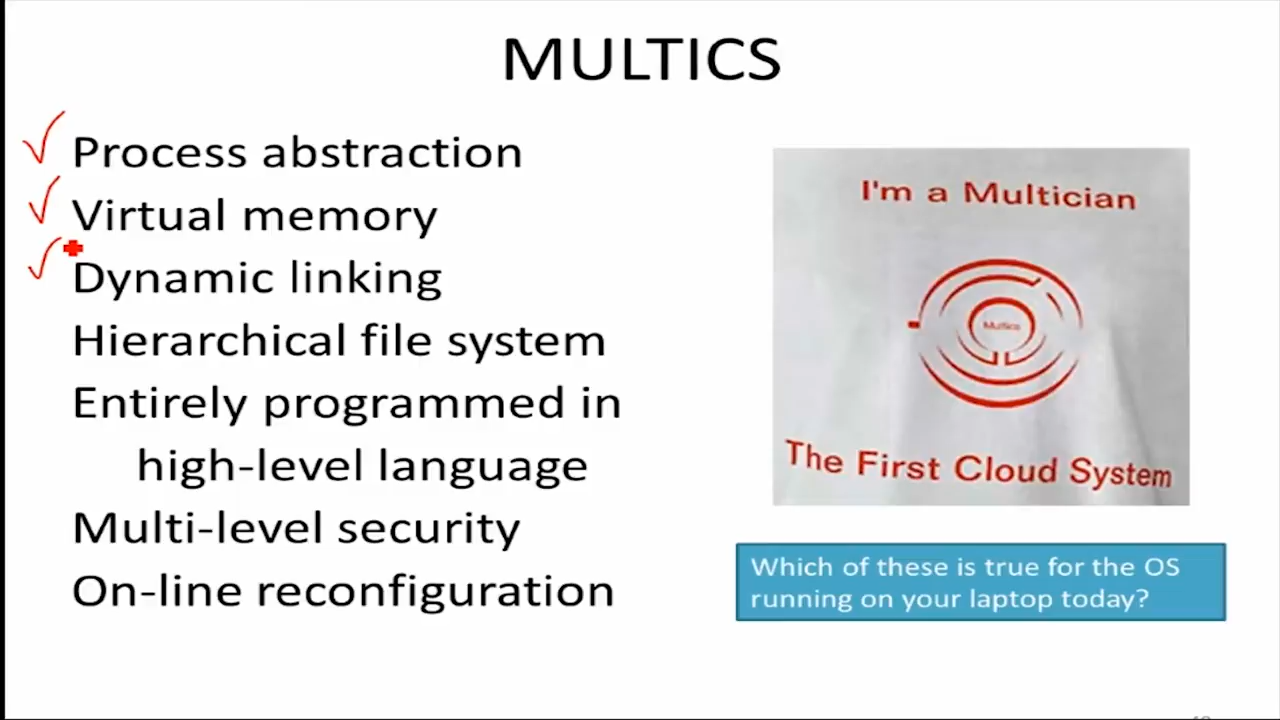 MULTICS
Process abstraction
Virtual memory
Dynamic linking
Hierarchical file system
Entirely programmed in
high-level language
Multi-level security
On-line reconfiguration
I'm a Multician
Multics
The First Cloud System
Which of these is true for the OS
running on your laptop today?